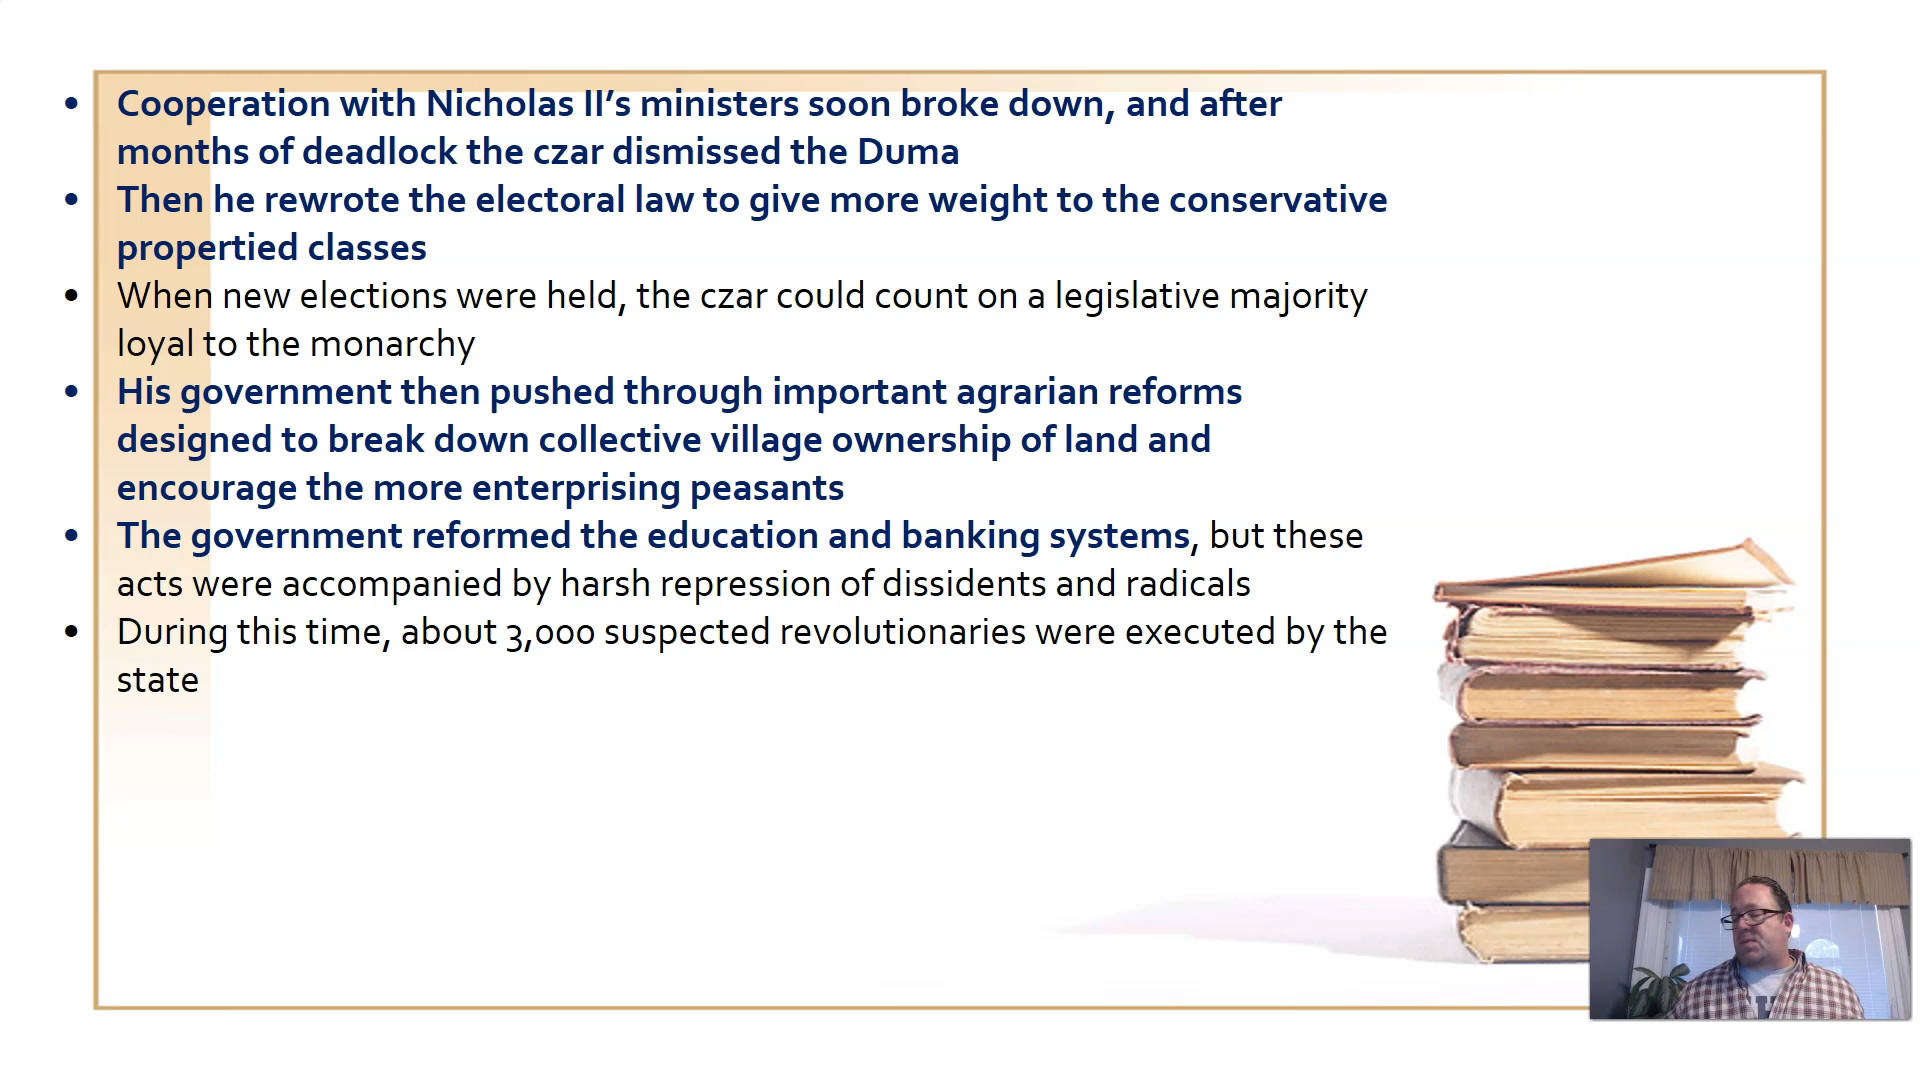 • Cooperation with Nicholas II’s ministers soon broke down, and after
months of deadlock the czar dismissed the Duma
• Then he rewrote the electoral law to give more weight to the conservative
propertied classes
• When new elections were held, the czar could count on a legislative majority
loyal to the monarchy
• His government then pushed through important agrarian reforms
designed to break down collective village ownership of land and
encourage the more enterprising peasants
• The government reformed the education and banking systems, but these
acts were accompanied by harsh repression of dissidents and radicals
• During this time, about 3,000 suspected revolutionaries were executed by the
state